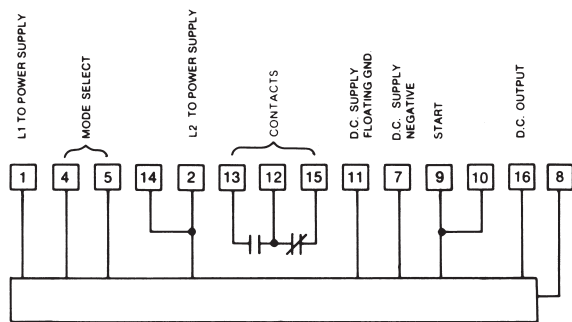 L1 TO POWER SUPPLY
MODE SELECT
L2 TO POWER SUPPLY
CONTACTS
D.C. SUPPLY
FLOATING GND.
D.C. SUPPLY
NEGATIVE
START
D.C. OUTPUT
1 4 5 14 2 13 12 15 11 7 9 10 16 8